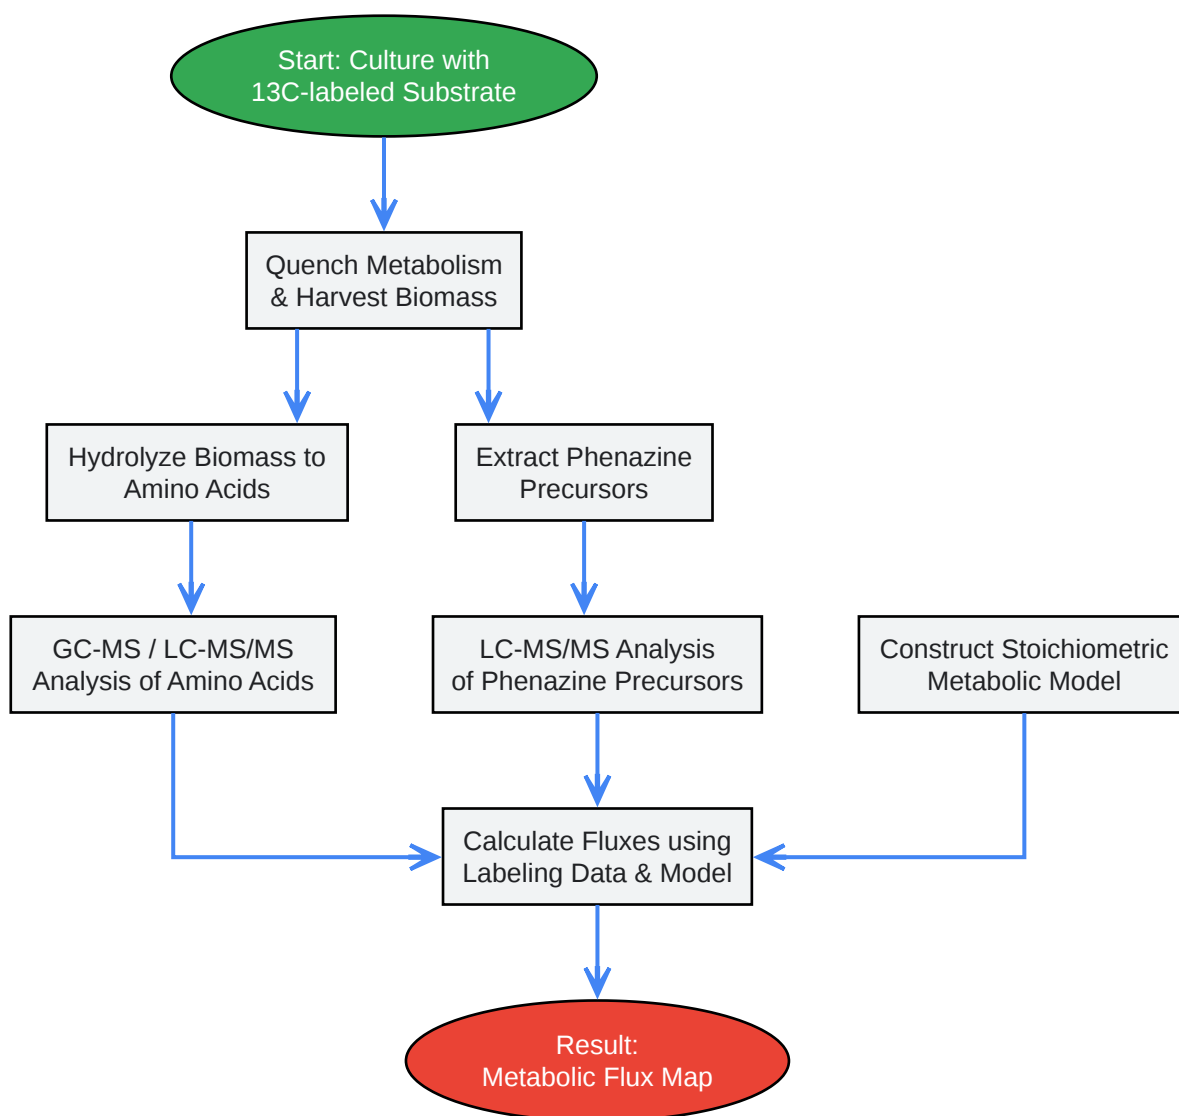 Start: Culture with
13C-labeled Substrate
Quench Metabolism
& Harvest Biomass
Hydrolyze Biomass to
Amino Acids
Extract Phenazine
Precursors
GC-MS / LC-MS/MS
Analysis of Amino Acids
LC-MS/MS Analysis
of Phenazine Precursors
Construct Stoichiometric
Metabolic Model
Calculate Fluxes using
Labeling Data & Model
Result:
Metabolic Flux Map